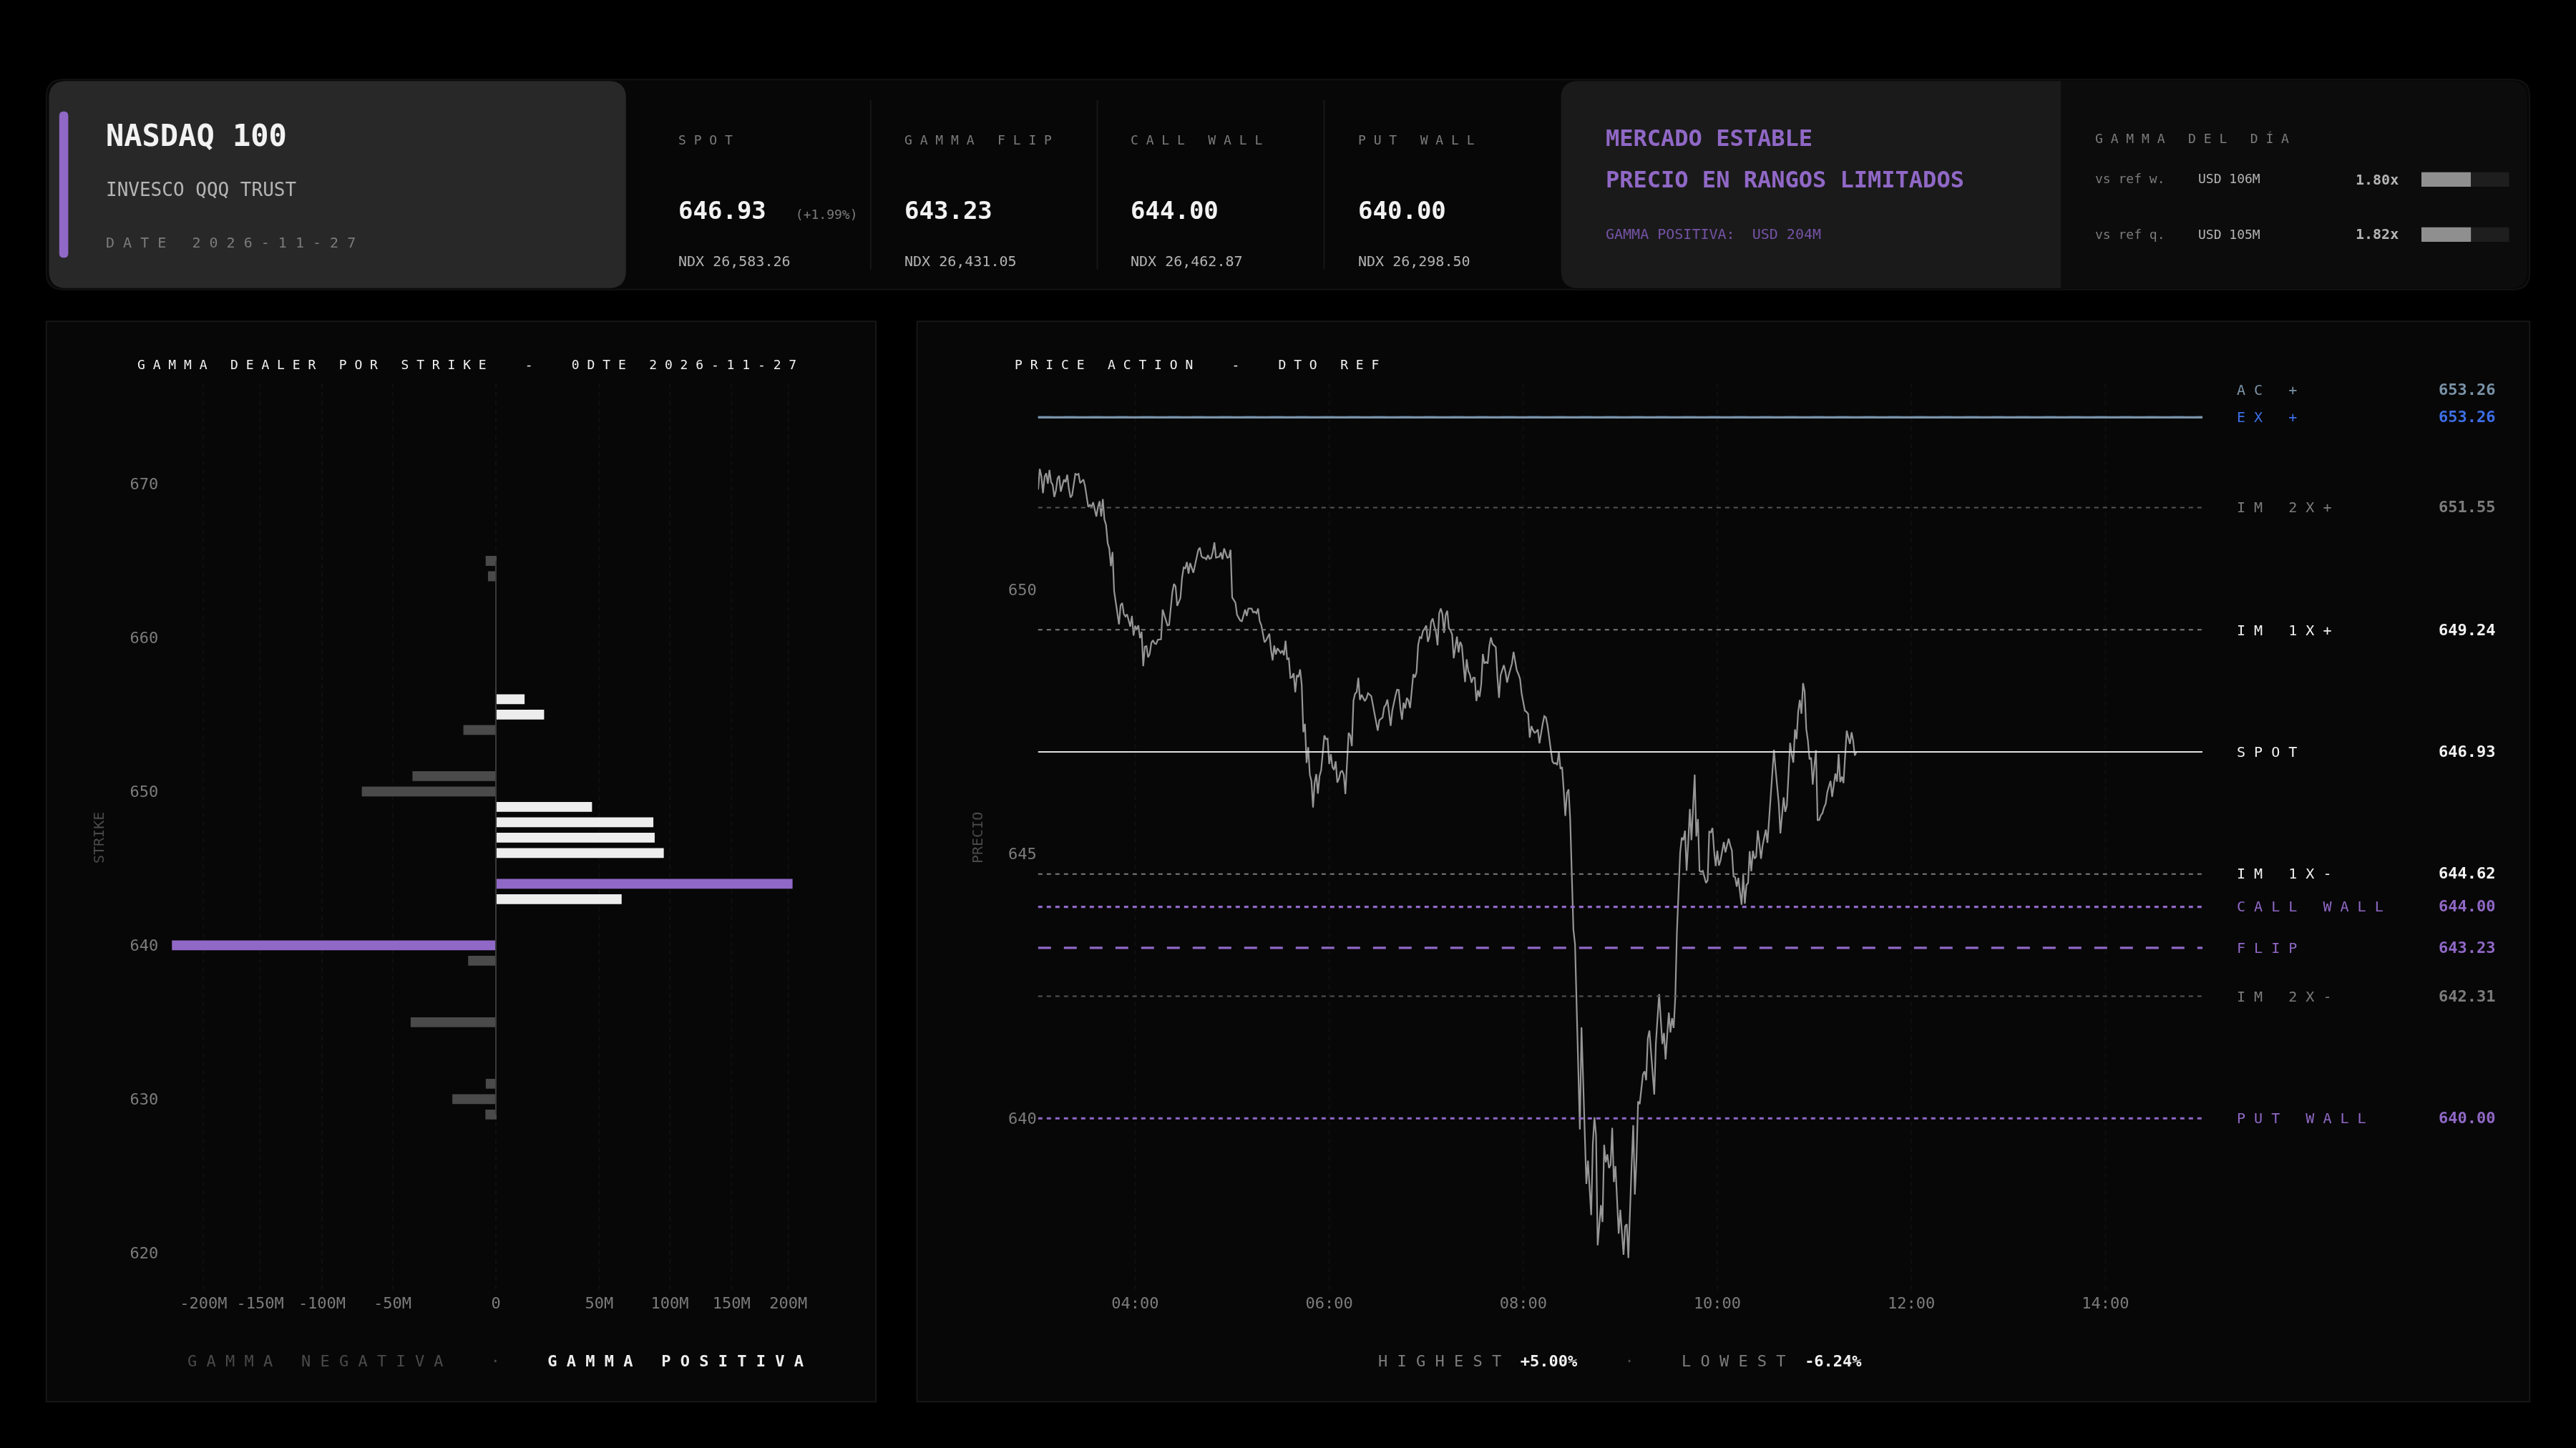 NASDAQ 100
INVESCO QQQ TRUST
DATE 2026-11-27
SPOT
646.93 (+1.99%)
NDX 26,583.26
GAMMA FLIP
643.23
NDX 26,431.05
CALL WALL
644.00
NDX 26,462.87
PUT WALL
640.00
NDX 26,298.50
MERCADO ESTABLE
PRECIO EN RANGOS LIMITADOS
GAMMA POSITIVA: USD 204M
GAMMA DEL DÍA
vs ref w. USD 106M 1.80x
vs ref q. USD 105M 1.82x
GAMMA DEALER POR STRIKE - 0DTE 2026-11-27
STRIKE
670
660
650
640
630
620
-200M -150M -100M -50M 0 50M 100M 150M 200M
GAMMA NEGATIVA · GAMMA POSITIVA
PRICE ACTION - DTO REF
PRECIO
650
645
640
AC + 653.26
EX + 653.26
IM 2X+ 651.55
IM 1X+ 649.24
SPOT 646.93
IM 1X- 644.62
CALL WALL 644.00
FLIP 643.23
IM 2X- 642.31
PUT WALL 640.00
04:00 06:00 08:00 10:00 12:00 14:00
HIGHEST +5.00% · LOWEST -6.24%